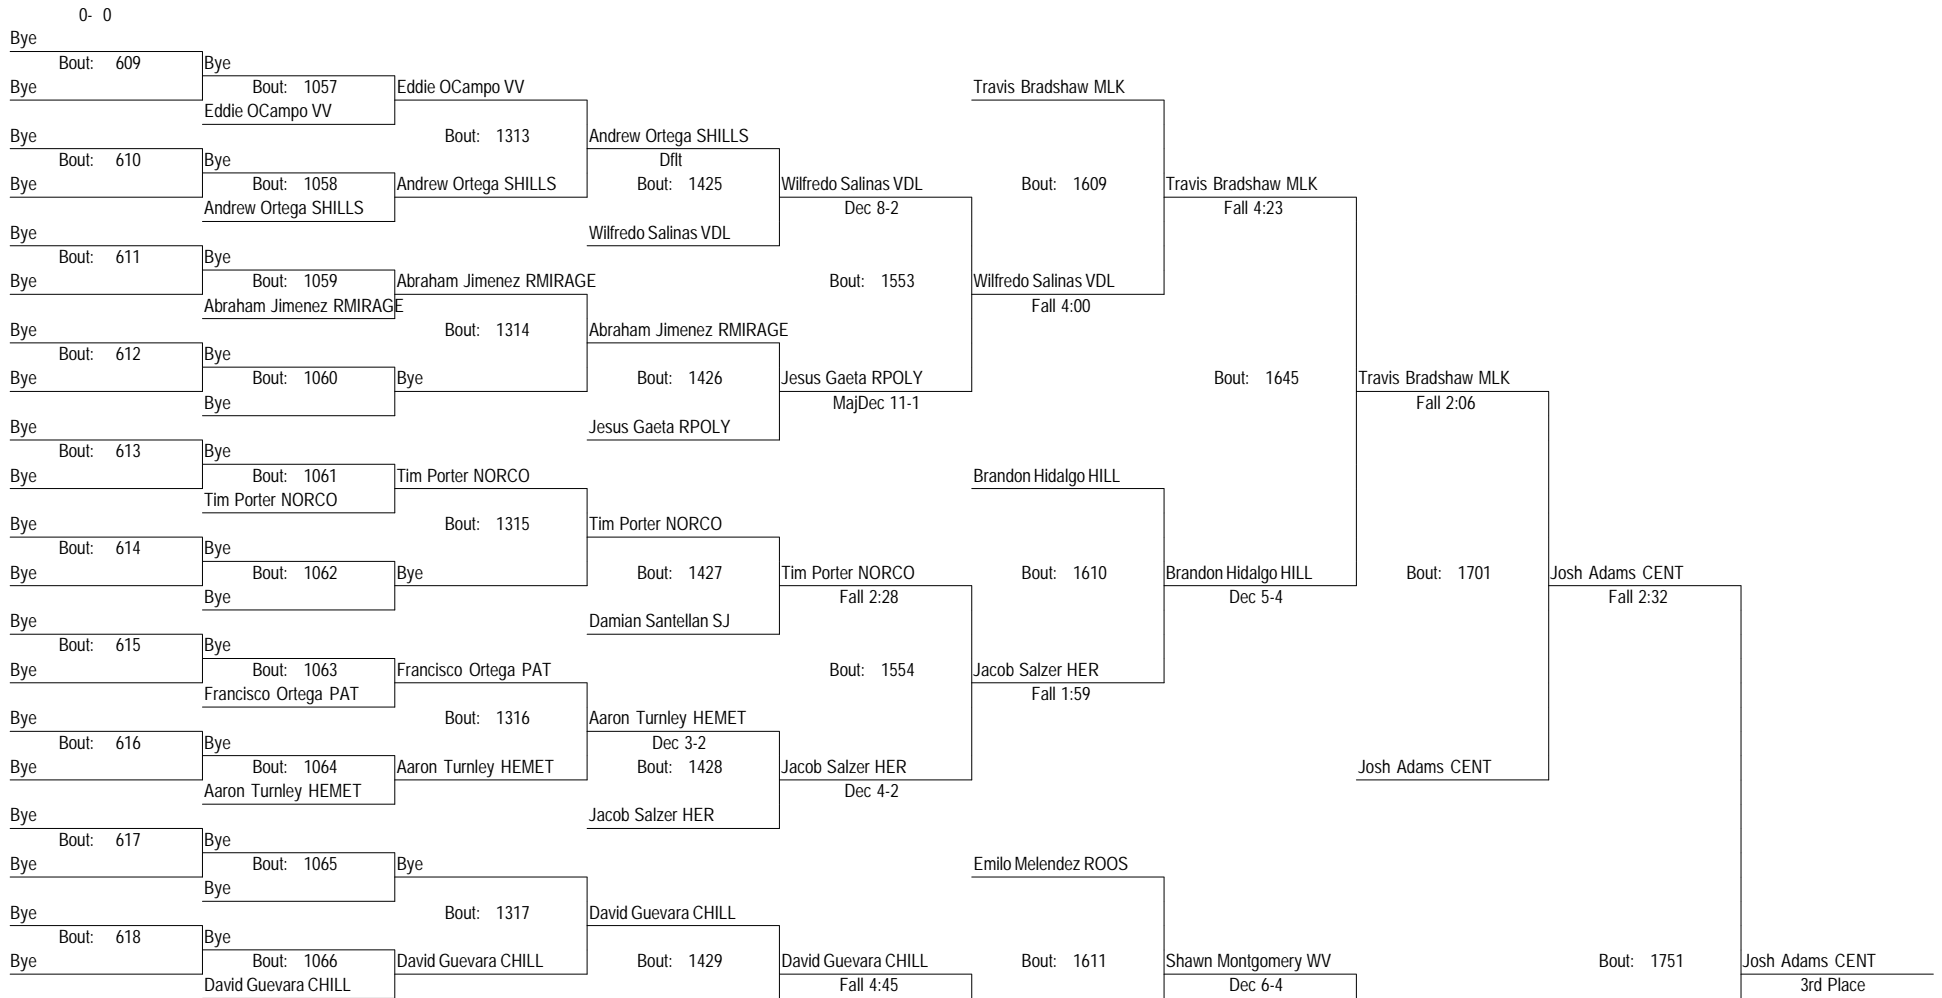 0- 0
Bye
Bout: 609 Bye
Bye Bout: 1057 Eddie OCampo VV Travis Bradshaw MLK
Eddie OCampo VV
Bye Bout: 1313 Andrew Ortega SHILLS
Bout: 610 Bye Dflt
Bye Bout: 1058 Andrew Ortega SHILLS Bout: 1425 Wilfredo Salinas VDL Bout: 1609 Travis Bradshaw MLK
Andrew Ortega SHILLS Dec 8-2 Fall 4:23
Bye Wilfredo Salinas VDL
Bout: 611 Bye
Bye Bout: 1059 Abraham Jimenez RMIRAGE Bout: 1553 Wilfredo Salinas VDL
Abraham Jimenez RMIRAGE Fall 4:00
Bye Bout: 1314 Abraham Jimenez RMIRAGE
Bout: 612 Bye
Bye Bout: 1060 Bye Bout: 1426 Jesus Gaeta RPOLY Bout: 1645 Travis Bradshaw MLK
Bye MajDec 11-1 Fall 2:06
Bye Jesus Gaeta RPOLY
Bout: 613 Bye
Bye Bout: 1061 Tim Porter NORCO Brandon Hidalgo HILL
Tim Porter NORCO
Bye Bout: 1315 Tim Porter NORCO
Bout: 614 Bye
Bye Bout: 1062 Bye Bout: 1427 Tim Porter NORCO Bout: 1610 Brandon Hidalgo HILL Bout: 1701 Josh Adams CENT
Bye Fall 2:28 Dec 5-4 Fall 2:32
Bye Damian Santellan SJ
Bout: 615 Bye
Bye Bout: 1063 Francisco Ortega PAT Bout: 1554 Jacob Salzer HER
Francisco Ortega PAT Fall 1:59
Bye Bout: 1316 Aaron Turnley HEMET
Bout: 616 Bye Dec 3-2
Bye Bout: 1064 Aaron Turnley HEMET Bout: 1428 Jacob Salzer HER Josh Adams CENT
Aaron Turnley HEMET Dec 4-2
Bye Jacob Salzer HER
Bout: 617 Bye
Bye Bout: 1065 Bye Emilo Melendez ROOS
Bye
Bye Bout: 1317 David Guevara CHILL
Bout: 618 Bye
Bye Bout: 1066 David Guevara CHILL Bout: 1429 David Guevara CHILL Bout: 1611 Shawn Montgomery WV Bout: 1751 Josh Adams CENT
David Guevara CHILL Fall 4:45 Dec 6-4 3rd Place